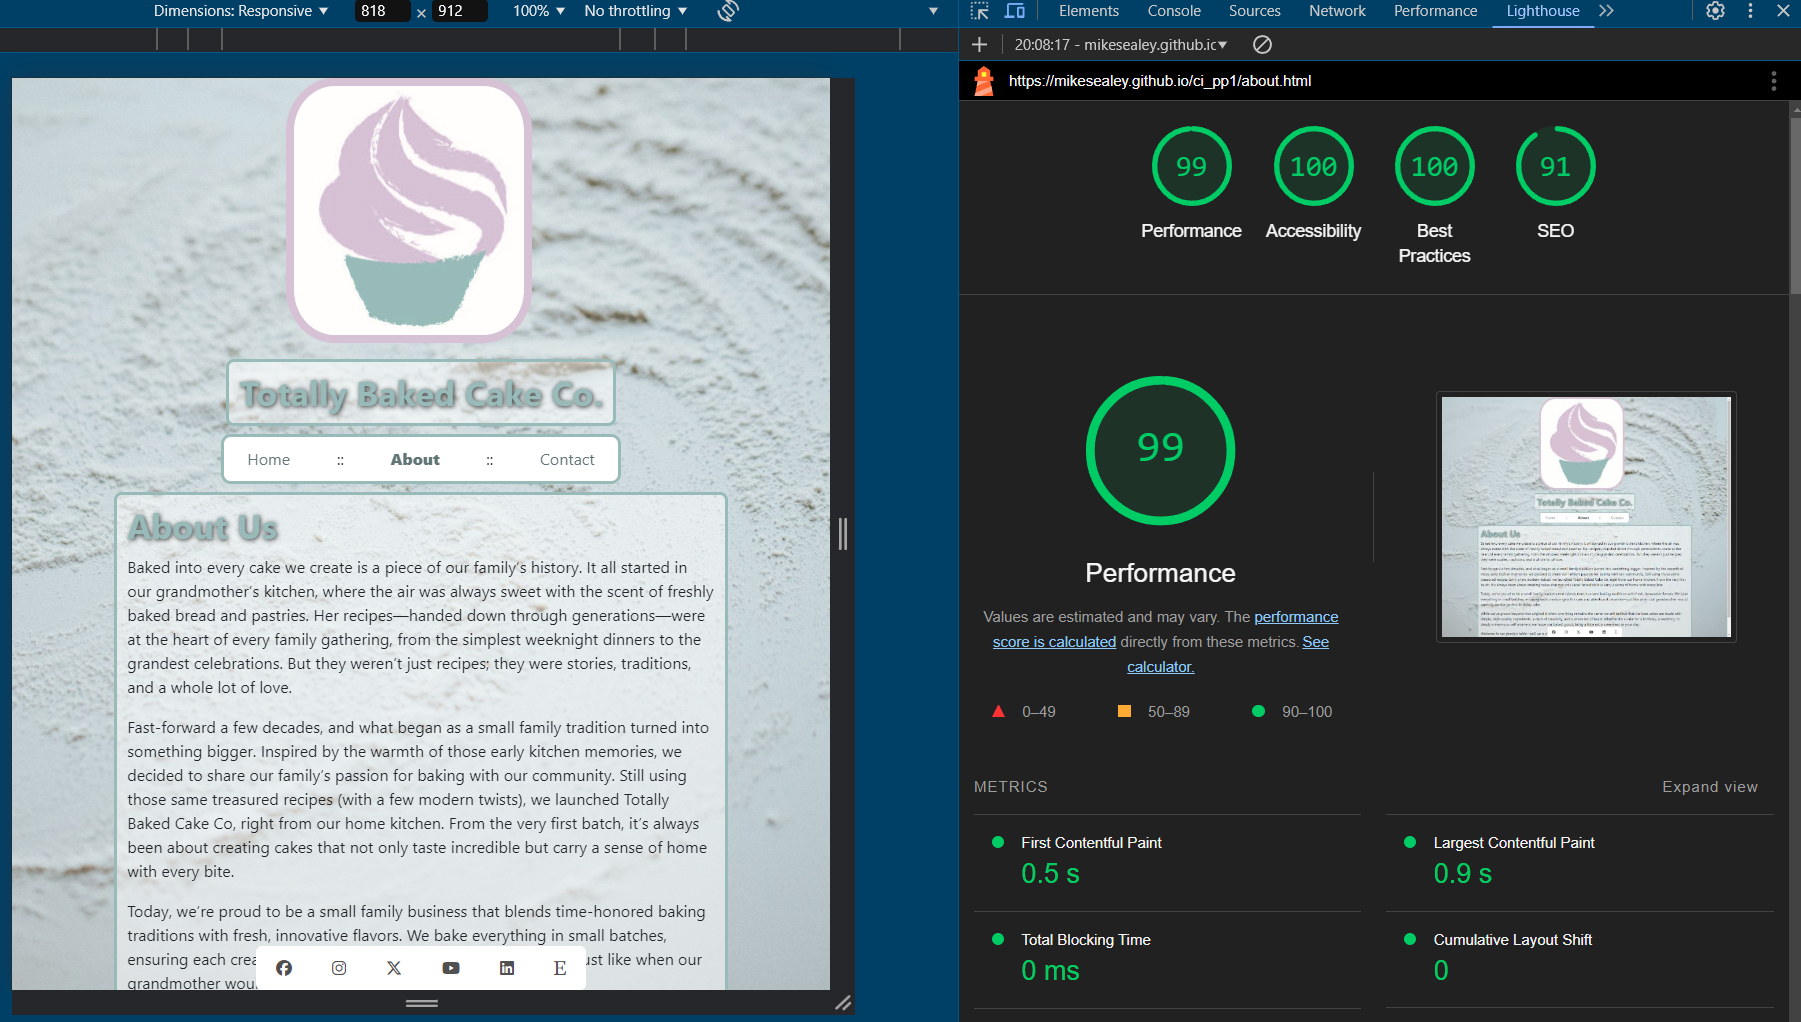 Dimensions: Responsive ▼ 818 × 912 100% ▼ No throttling ▼
Elements Console Sources Network Performance Lighthouse
20:08:17 - mikesealey.github.ic▼
https://mikesealey.github.io/ci_pp1/about.html
Totally Baked Cake Co.
Home :: About :: Contact
About Us
Baked into every cake we create is a piece of our family’s history. It all started in
our grandmother’s kitchen, where the air was always sweet with the scent of freshly
baked bread and pastries. Her recipes—handed down through generations—were
at the heart of every family gathering, from the simplest weeknight dinners to the
grandest celebrations. But they weren’t just recipes; they were stories, traditions,
and a whole lot of love.
Fast-forward a few decades, and what began as a small family tradition turned into
something bigger. Inspired by the warmth of those early kitchen memories, we
decided to share our family’s passion for baking with our community. Still using
those same treasured recipes (with a few modern twists), we launched Totally
Baked Cake Co, right from our home kitchen. From the very first batch, it’s always
been about creating cakes that not only taste incredible but carry a sense of home
with every bite.
Today, we’re proud to be a small family business that blends time-honored baking
traditions with fresh, innovative flavors. We bake everything in small batches,
ensuring each crea ust like when our
grandmother wou
E
99 100 100 91
Performance Accessibility Best Practices SEO
99
Performance
Values are estimated and may vary. The performance
score is calculated directly from these metrics. See
calculator.
0–49 50–89 90–100
Totally Baked Cake Co.
About Us
METRICS Expand view
First Contentful Paint
0.5 s
Largest Contentful Paint
0.9 s
Total Blocking Time
0 ms
Cumulative Layout Shift
0